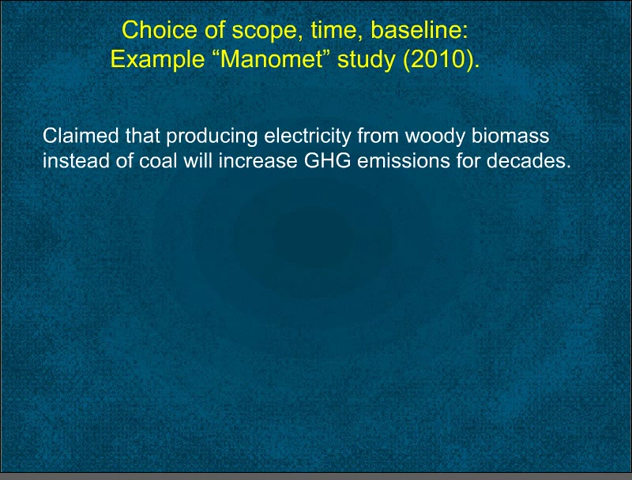 Choice of scope, time, baseline:
Example “Manomet” study (2010).
Claimed that producing electricity from woody biomass
instead of coal will increase GHG emissions for decades.